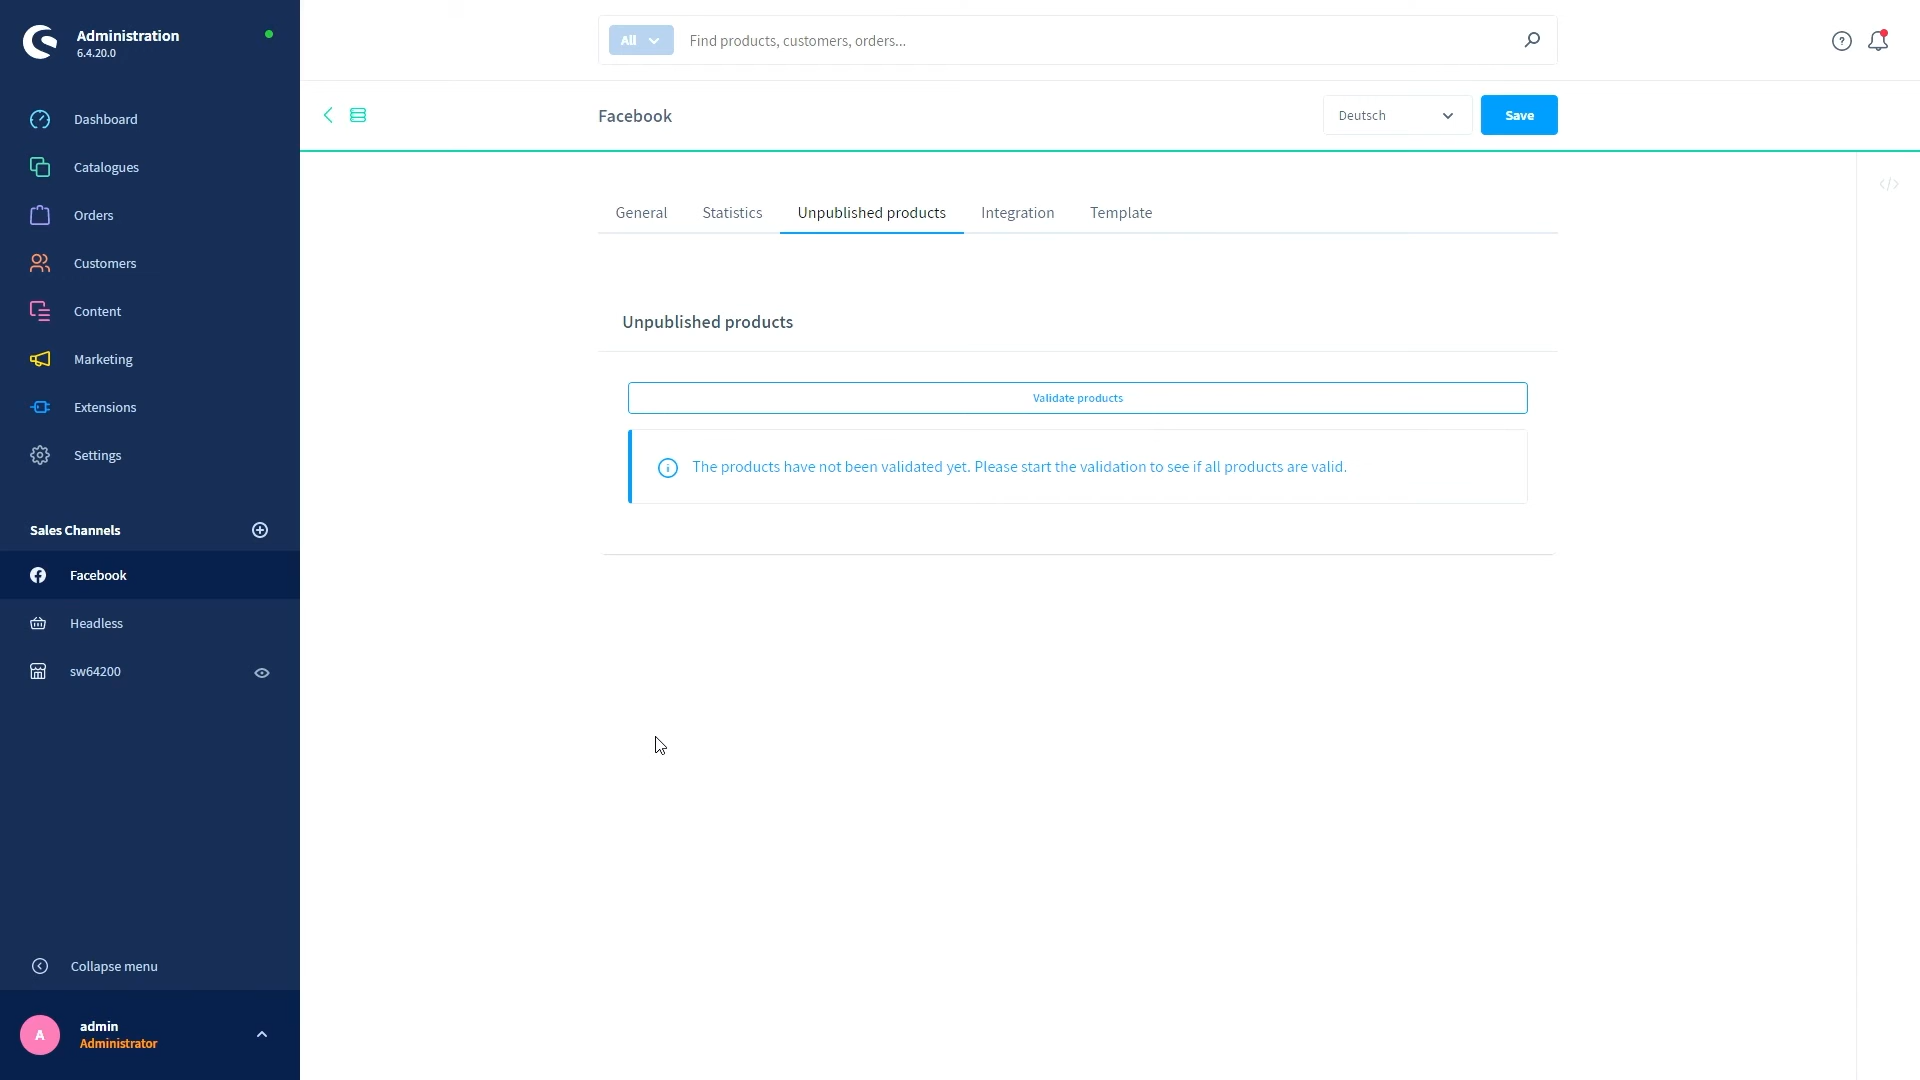 Administration
6.4.20.0
Dashboard
Catalogues
Orders
Customers
Content
Marketing
Extensions
Settings
Sales Channels
Facebook
Headless
sw64200
Collapse menu
A
admin
Administrator
All
Find products, customers, orders...
Facebook
Deutsch
Save
General
Statistics
Unpublished products
Integration
Template
Unpublished products
Validate products
The products have not been validated yet. Please start the validation to see if all products are valid.